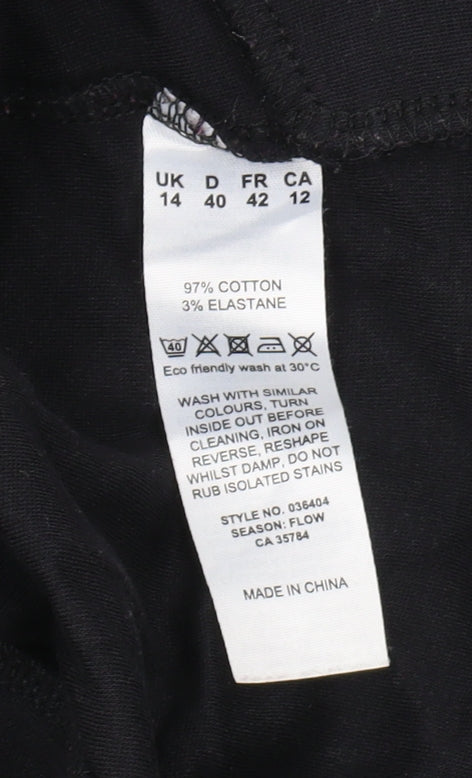 UK D FR CA
14 40 42 12
97% COTTON
3% ELASTANE
40
Eco friendly wash at 30°C
WASH WITH SIMILAR
COLOURS, TURN
INSIDE OUT BEFORE
CLEANING, IRON ON
REVERSE, RESHAPE
WHILST DAMP, DO NOT
RUB ISOLATED STAINS
STYLE NO. 036404
SEASON: FLOW
CA 35784
MADE IN CHINA